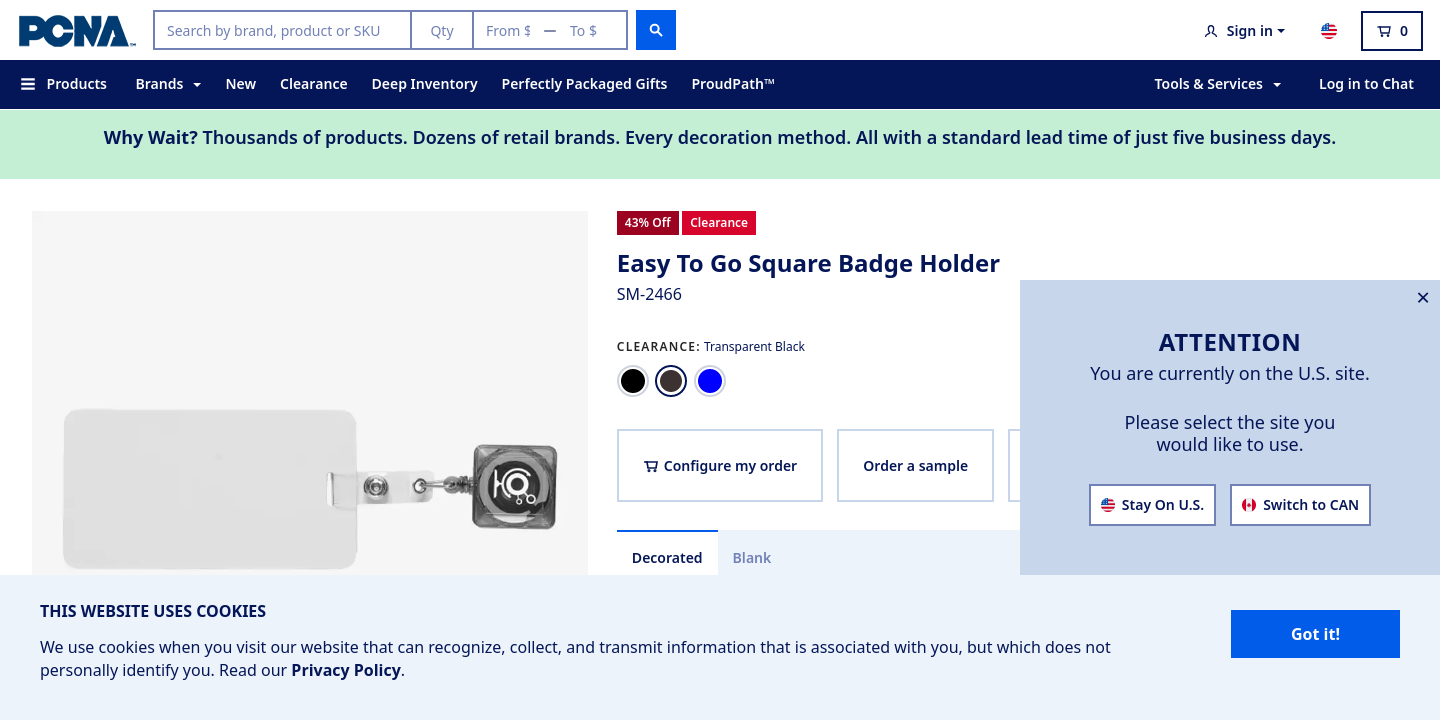 PCNA™
Search by brand, product or SKU
Qty
From $ — To $
Sign in
0
Products
Brands
New
Clearance
Deep Inventory
Perfectly Packaged Gifts
ProudPath™
Tools & Services
Log in to Chat
Why Wait? Thousands of products. Dozens of retail brands. Every decoration method. All with a standard lead time of just five business days.
43% Off
Clearance
Easy To Go Square Badge Holder
SM-2466
CLEARANCE: Transparent Black
Configure my order
Order a sample
Decorated
Blank
×
ATTENTION
You are currently on the U.S. site.
Please select the site you
would like to use.
Stay On U.S.
Switch to CAN
THIS WEBSITE USES COOKIES
We use cookies when you visit our website that can recognize, collect, and transmit information that is associated with you, but which does not
personally identify you. Read our Privacy Policy.
Got it!